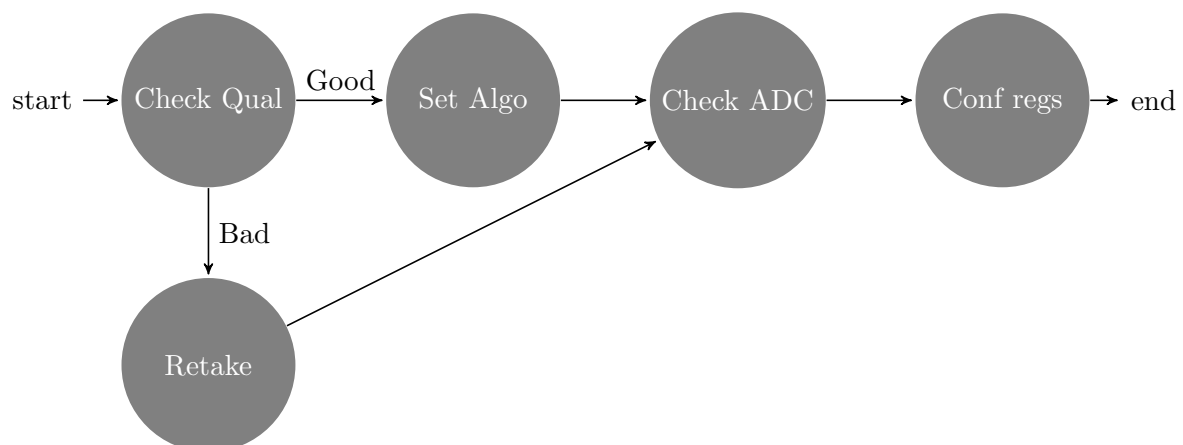 start
Check Qual
Good
Set Algo
Check ADC
Conf regs
end
Bad
Retake